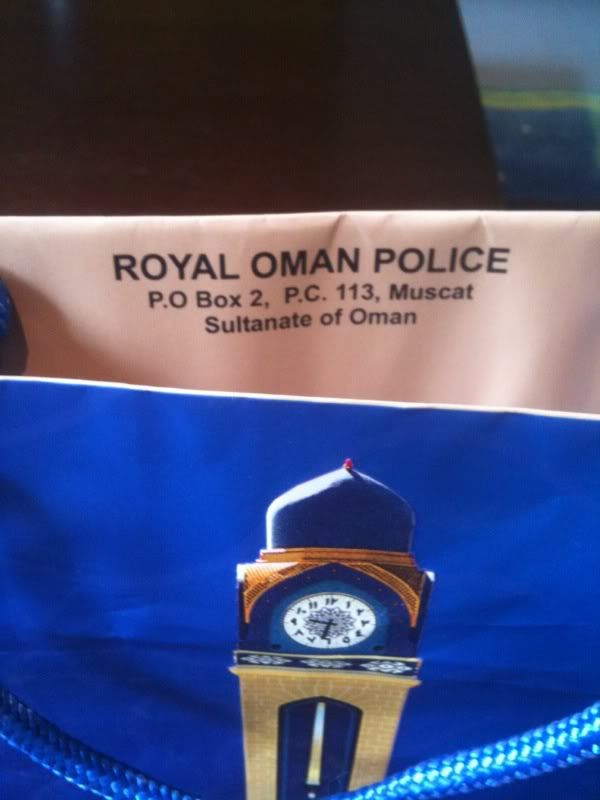 ROYAL OMAN POLICE
P.O Box 2, P.C. 113, Muscat
Sultanate of Oman